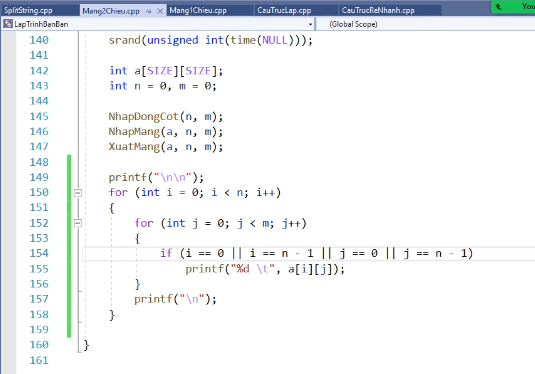 SplitString.cpp Mang2Chieu.cpp Mang1Chieu.cpp CauTrucLap.cpp CauTrucReNhanh.cpp You
LapTrinhBanBan (Global Scope)
140 srand(unsigned int(time(NULL)));
141
142 int a[SIZE][SIZE];
143 int n = 0, m = 0;
144
145 NhapDongCot(n, m);
146 NhapMang(a, n, m);
147 XuatMang(a, n, m);
148
149 printf("\n\n");
150 for (int i = 0; i < n; i++)
151 {
152 for (int j = 0; j < m; j++)
153 {
154 if (i == 0 || i == n - 1 || j == 0 || j == n - 1)
155 printf("%d \t", a[i][j]);
156 }
157 printf("\n");
158 }
159
160 }
161